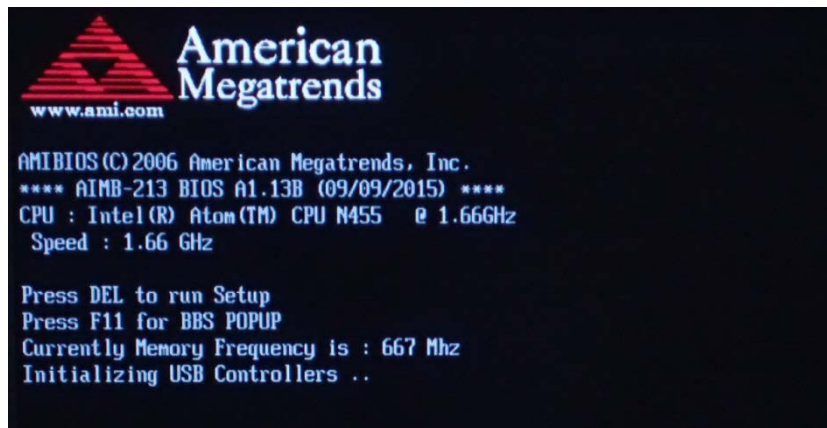 American
Megatrends
www.ami.com
AMIBIOS(C)2006 American Megatrends, Inc.
**** AIMB-213 BIOS A1.13B (09/09/2015) ****
CPU : Intel(R) Atom(TM) CPU N455 @ 1.66GHz
Speed : 1.66 GHz
Press DEL to run Setup
Press F11 for BBS POPUP
Currently Memory Frequency is : 667 Mhz
Initializing USB Controllers ..